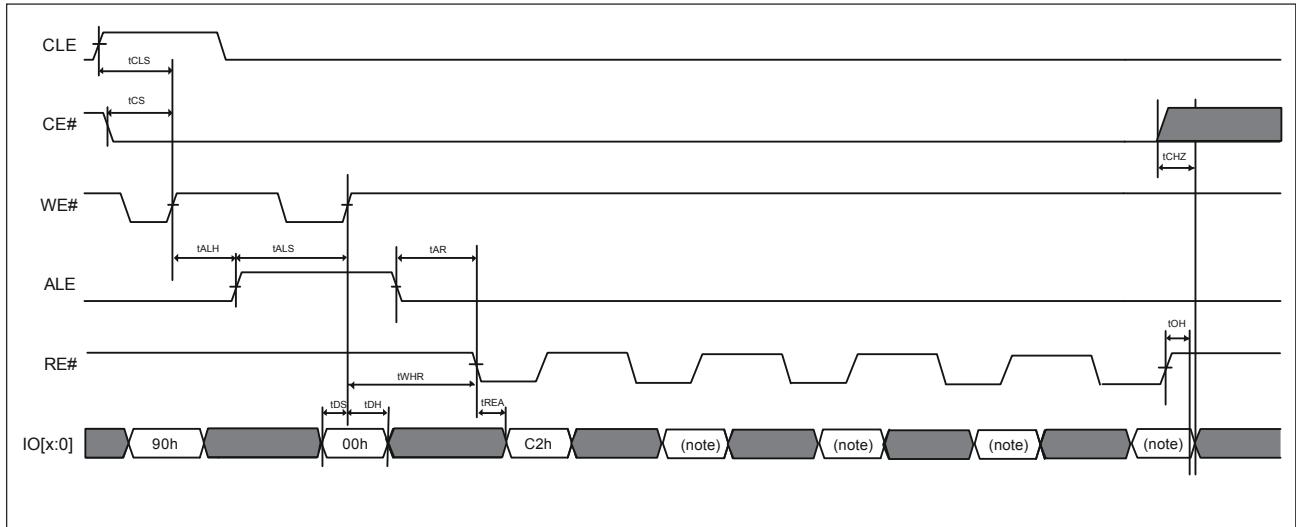 CLE
tCLS
tCS
CE#
tCHZ
WE#
tALH tALS tAR
ALE
tOH
RE#
tWHR
tDS tDH tREA
IO[x:0] 90h 00h C2h (note) (note) (note) (note)